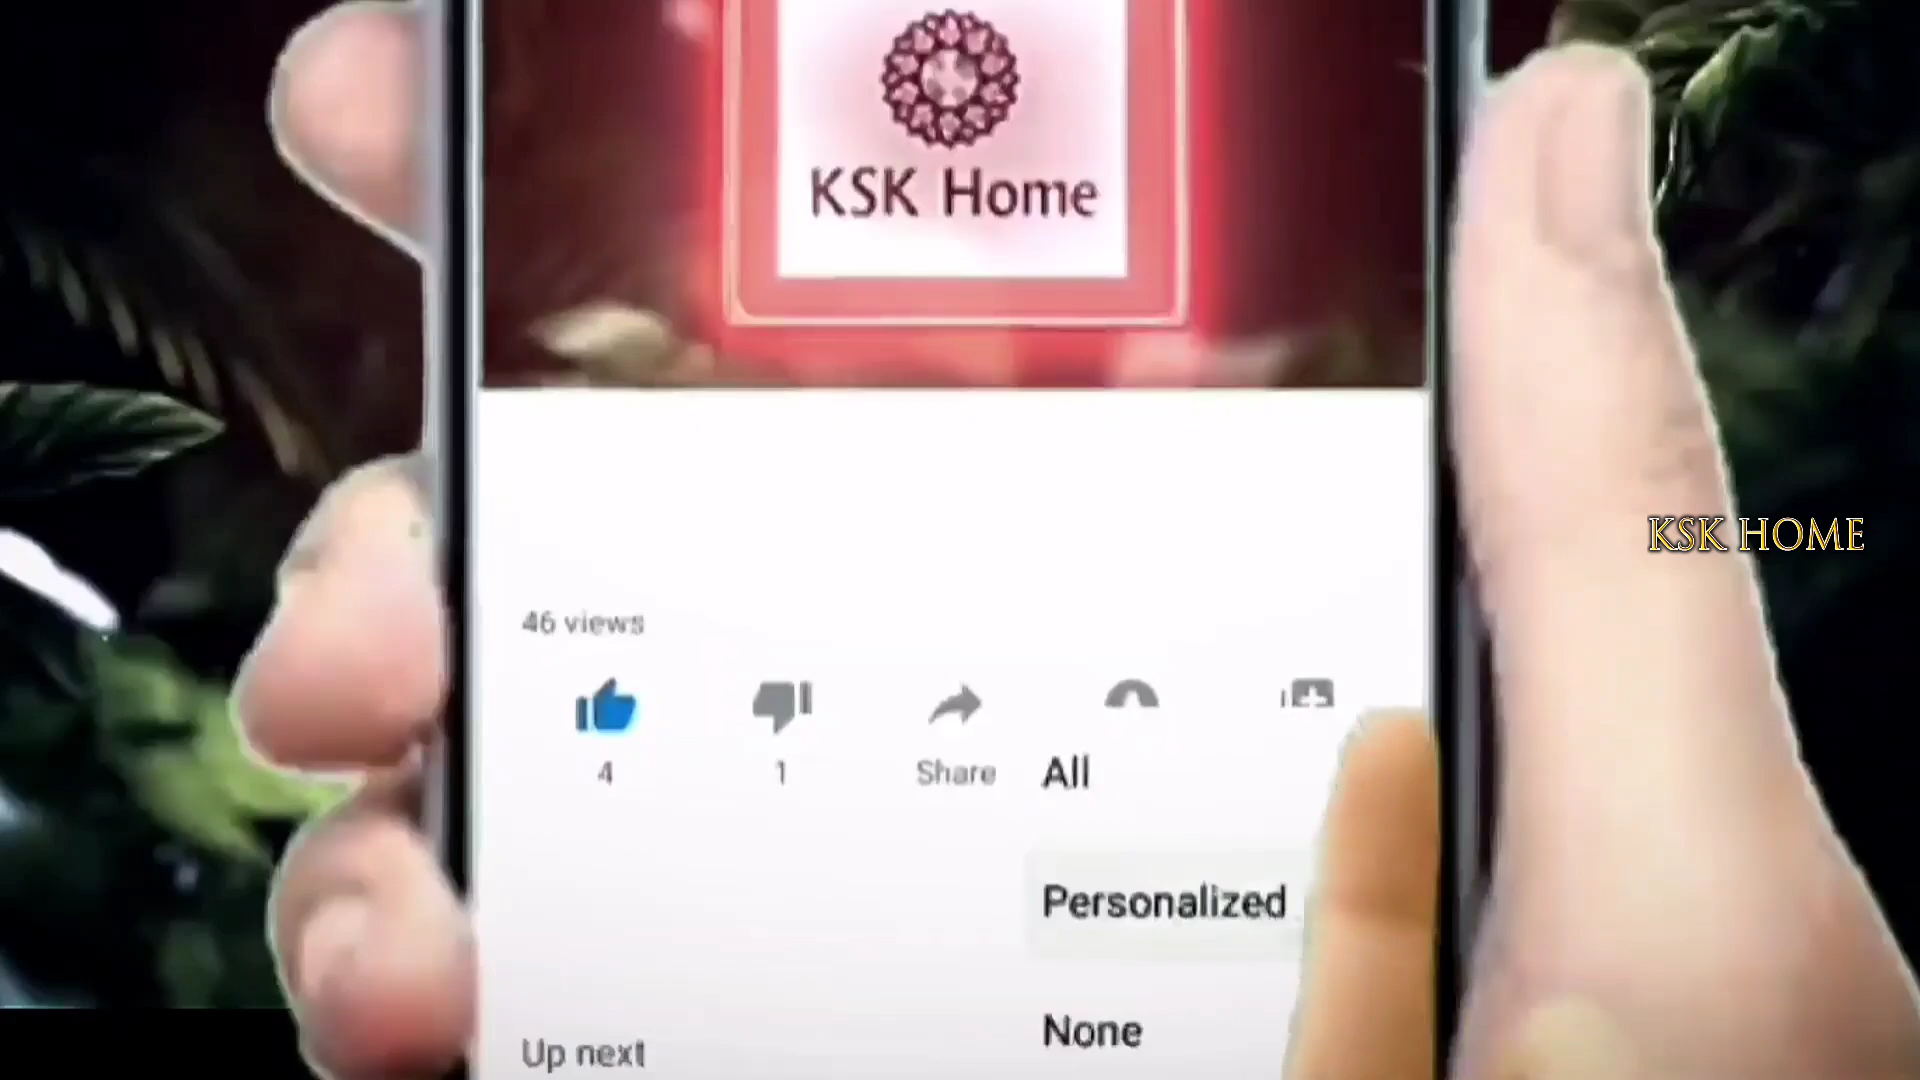 KSK Home
KSK HOME
46 views
4
1
Share
All
Personalized
None
Up next